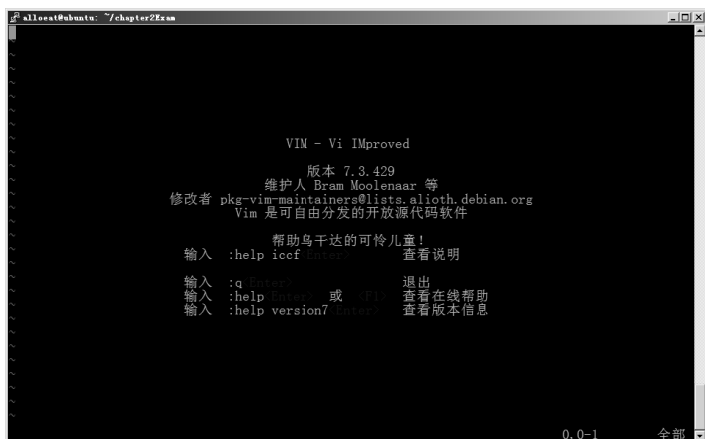 alloeat@ubuntu: ~/chapter2Exam
~
~
~
~
~
~
~
VIM - Vi IMproved
~
~ 版本 7.3.429
~ 维护人 Bram Moolenaar 等
~ 修改者 pkg-vim-maintainers@lists.alioth.debian.org
~ Vim 是可自由分发的开放源代码软件
~
~ 帮助乌干达的可怜儿童!
~ 输入 :help iccf<Enter> 查看说明
~
~ 输入 :q<Enter> 退出
~ 输入 :help<Enter> 或 <F1> 查看在线帮助
~ 输入 :help version7<Enter> 查看版本信息
~
~
~
~
~
~
~
0,0-1 全部